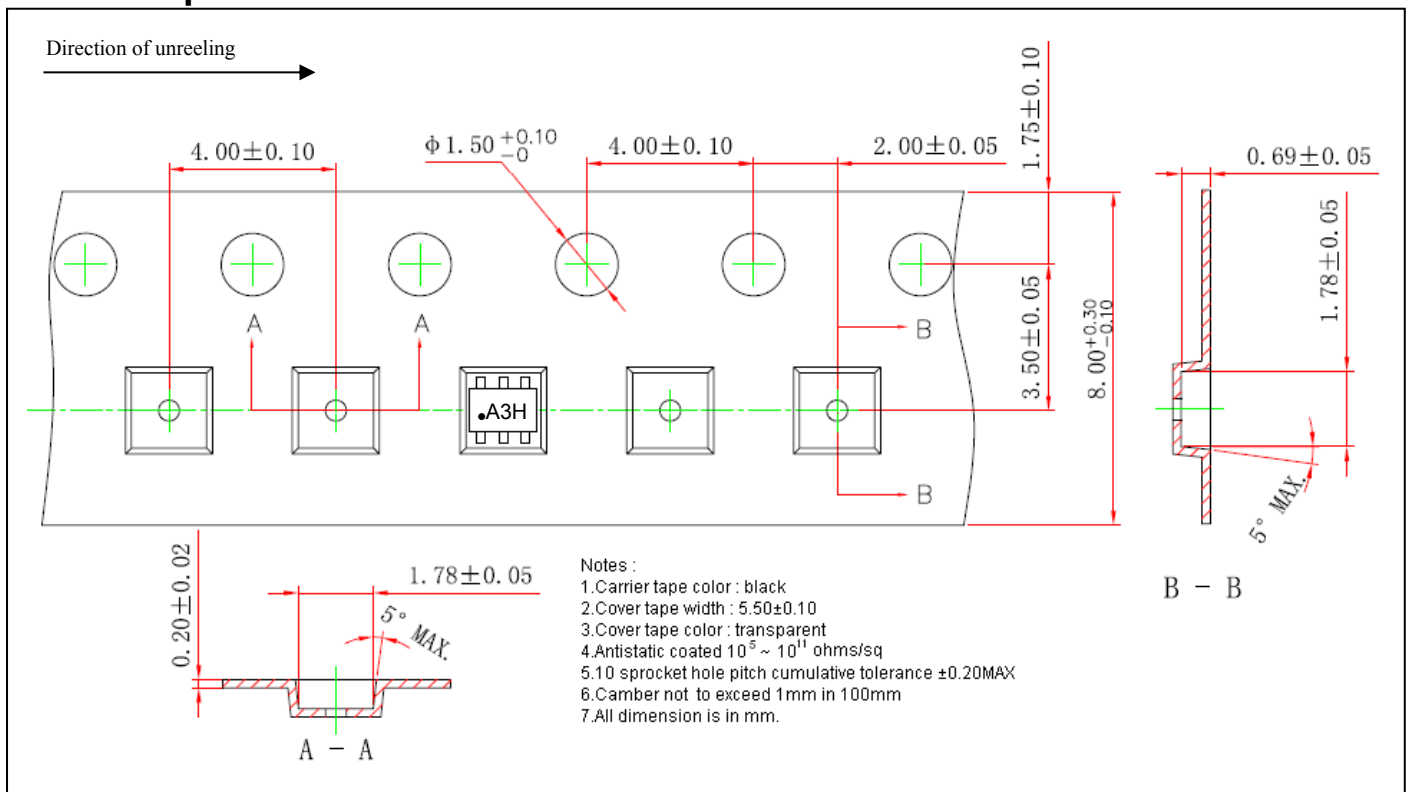 Direction of unreeling
4.00±0.10
Φ1.50 +0.10 -0
4.00±0.10
2.00±0.05
1.75±0.10
0.69±0.05
1.78±0.05
3.50±0.05
8.00 +0.30 -0.10
A
A
B
B
.A3H
5° MAX.
B - B
0.20±0.02
1.78±0.05
5° MAX.
A - A
Notes :
1.Carrier tape color : black
2.Cover tape width : 5.50±0.10
3.Cover tape color : transparent
4.Antistatic coated 10⁵ ~ 10¹¹ ohms/sq
5.10 sprocket hole pitch cumulative tolerance ±0.20MAX
6.Camber not to exceed 1mm in 100mm
7.All dimension is in mm.